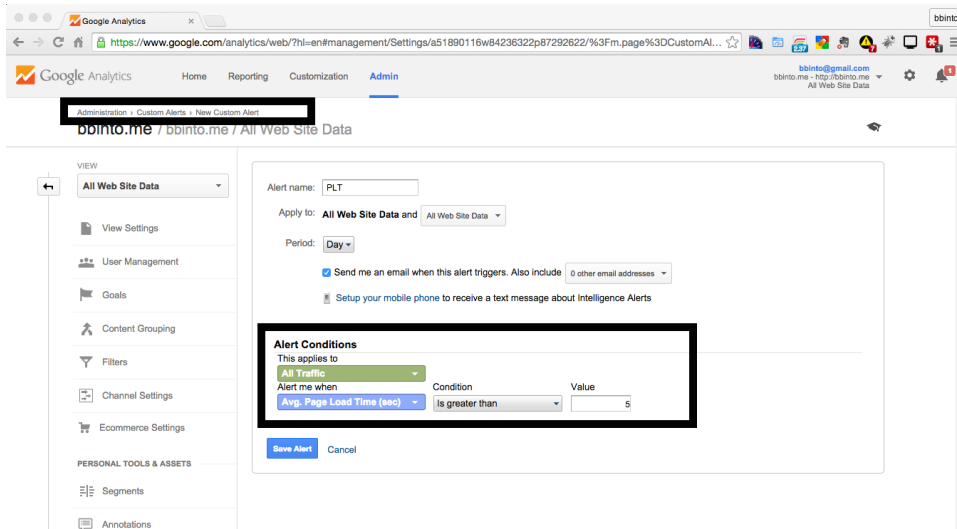 Google Analytics
bbinto
https://www.google.com/analytics/web/?hl=en#management/Settings/a51890116w84236322p87292622/%3Fm.page%3DCustomAl...
2.37
7
Google Analytics
Home Reporting Customization Admin
bbinto@gmail.com
bbinto.me - http://bbinto.me
All Web Site Data
1
Administration › Custom Alerts › New Custom Alert
bbinto.me / bbinto.me / All Web Site Data
VIEW
All Web Site Data
View Settings
User Management
Goals
Content Grouping
Filters
Channel Settings
Ecommerce Settings
PERSONAL TOOLS & ASSETS
Segments
Annotations
Alert name: PLT
Apply to: All Web Site Data and All Web Site Data
Period: Day
Send me an email when this alert triggers. Also include 0 other email addresses
Setup your mobile phone to receive a text message about Intelligence Alerts
Alert Conditions
This applies to
All Traffic
Alert me when Condition Value
Avg. Page Load Time (sec) Is greater than 5
Save Alert Cancel